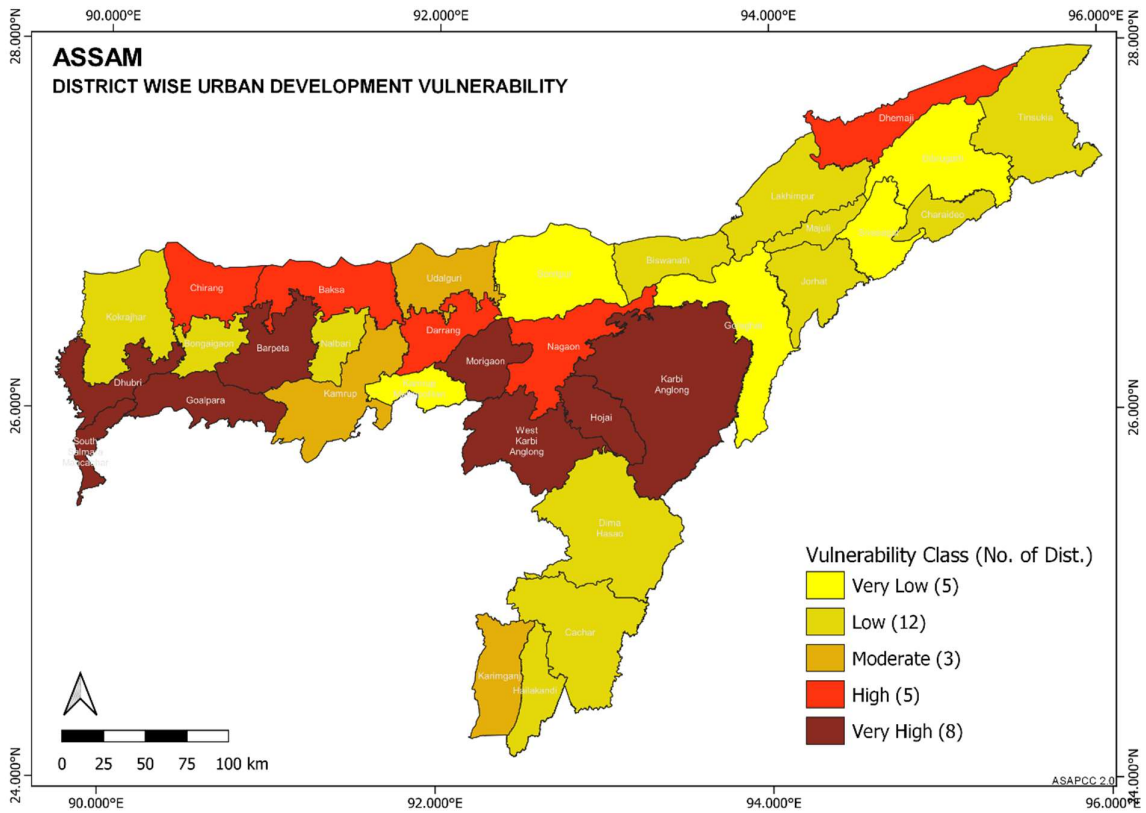 90.000°E 92.000°E 94.000°E 96.000°E
28.000°N
28.000°N
ASSAM
DISTRICT WISE URBAN DEVELOPMENT VULNERABILITY
Dhemaji
Tinsukia
Lakhimpur
Charaideo
Majuli
Biswanath
Jorhat
Udalguri
Chirang
Baksa
Kokrajhar
Darrang
Bongaigaon
Nalbari
Barpeta
Nagaon
Morigaon
Dhubri
Karbi
Anglong
Kamrup
Goalpara
26.000°N
26.000°N
Hojai
West
Karbi
Anglong
South
Dima
Hasao
Cachar
Karimganj
Hailakandi
Vulnerability Class (No. of Dist.)
Very Low (5)
Low (12)
Moderate (3)
High (5)
Very High (8)
0 25 50 75 100 km
ASAPCC 2.0
24.000°N
24.000°N
90.000°E 92.000°E 94.000°E 96.000°E